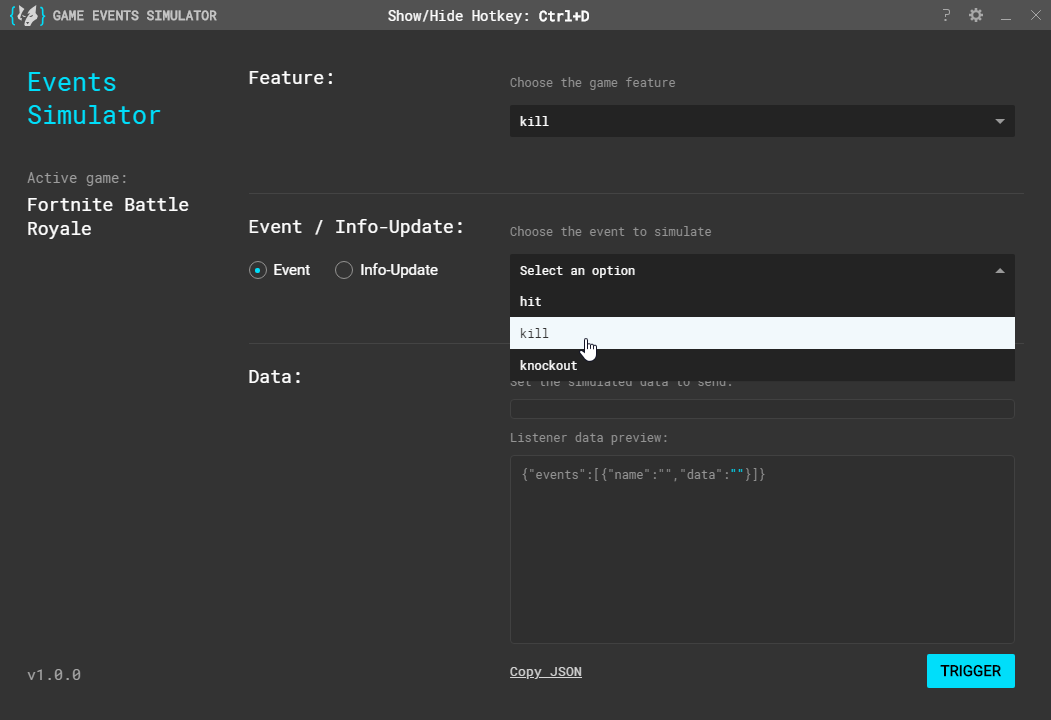 GAME EVENTS SIMULATOR
Show/Hide Hotkey: Ctrl+D
?
Events
Simulator
Active game:
Fortnite Battle
Royale
Feature:
Choose the game feature
kill
Event / Info-Update:
Event
Info-Update
Choose the event to simulate
Select an option
hit
kill
knockout
Data:
Set the simulated data to send:
Listener data preview:
{"events":[{"name":"","data":""}]}
v1.0.0
Copy JSON
TRIGGER